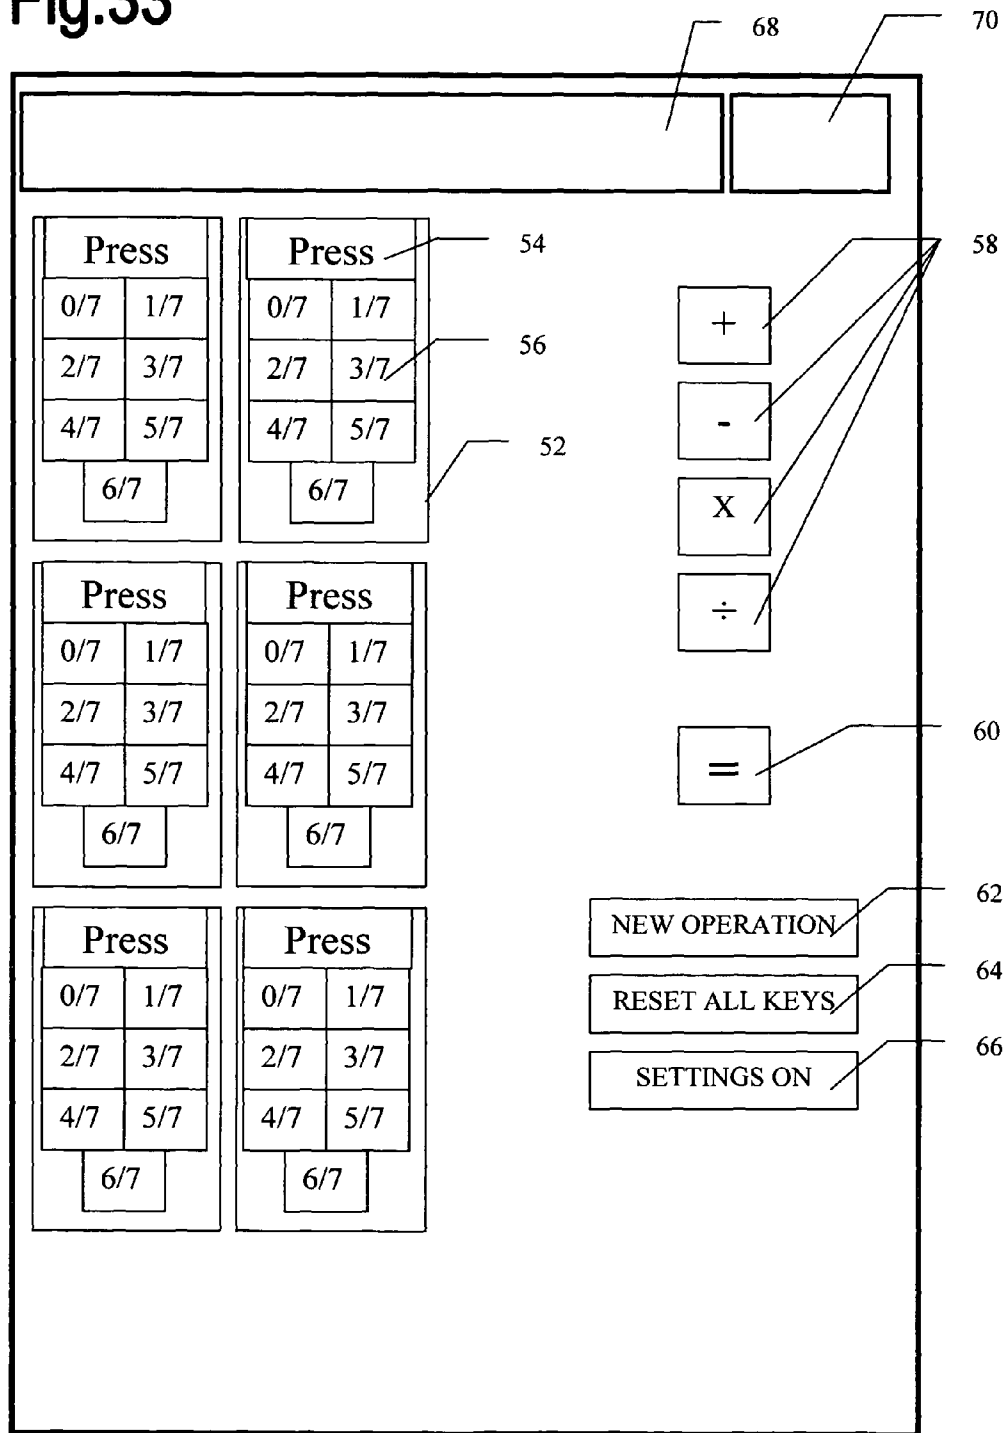 Fig.33
68 70
Press Press 54 58
0/7 1/7 0/7 1/7 +
2/7 3/7 2/7 3/7 56
4/7 5/7 4/7 5/7 -
6/7 6/7 52
X
Press Press ÷
0/7 1/7 0/7 1/7
2/7 3/7 2/7 3/7 60
4/7 5/7 4/7 5/7 =
6/7 6/7
62
Press Press NEW OPERATION
0/7 1/7 0/7 1/7 RESET ALL KEYS 64
2/7 3/7 2/7 3/7 SETTINGS ON 66
4/7 5/7 4/7 5/7
6/7 6/7